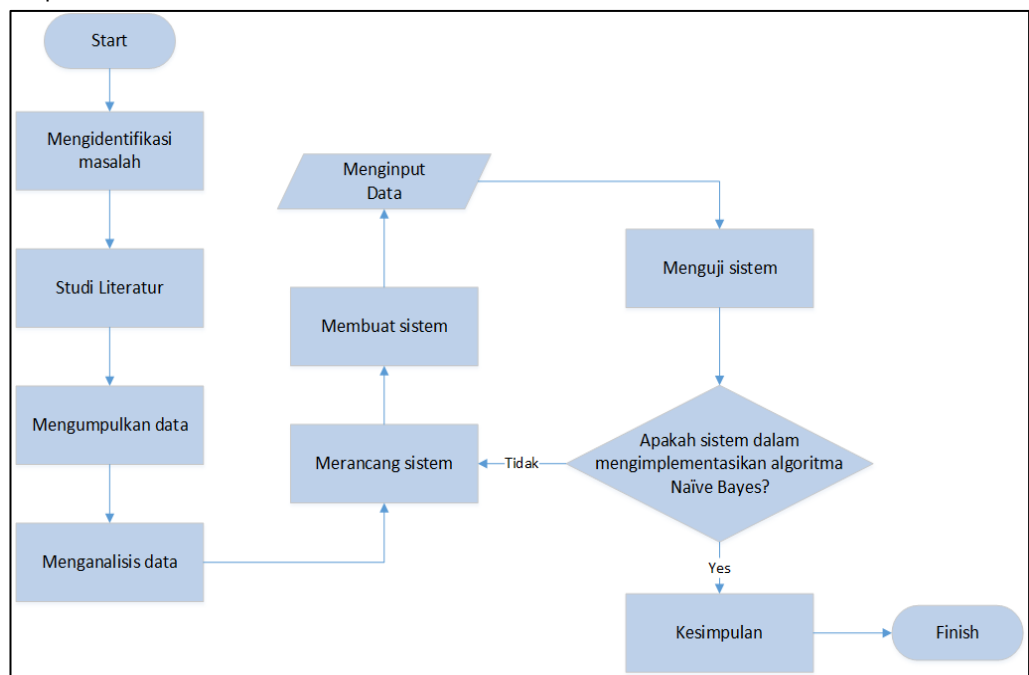 Start
Mengidentifikasi
masalah
Studi Literatur
Mengumpulkan data
Menganalisis data
Merancang sistem
Membuat sistem
Menginput
Data
Menguji sistem
Apakah sistem dalam
mengimplementasikan algoritma
Naïve Bayes?
Tidak
Yes
Kesimpulan
Finish